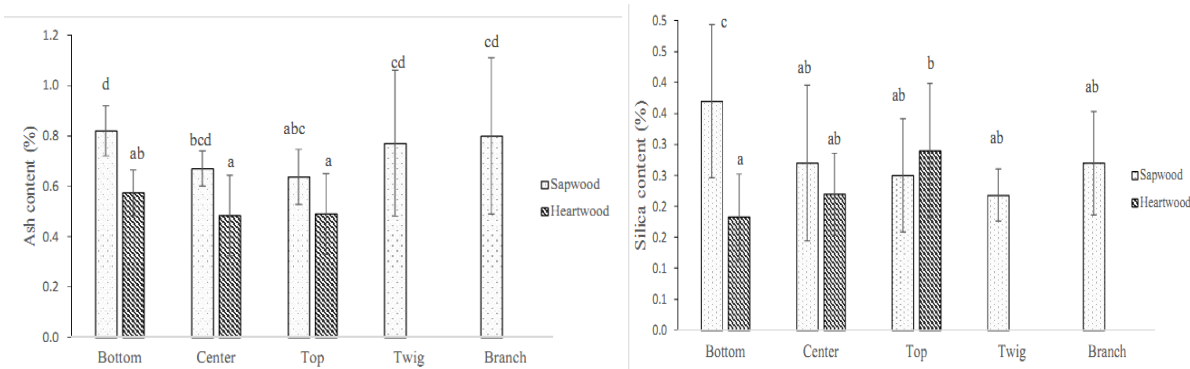 Ash content (%)
1.2
1.0
0.8
0.6
0.4
0.2
0.0
d
ab
bcd
a
abc
a
cd
cd
Bottom Center Top Twig Branch
Sapwood
Heartwood
Silica content (%)
0.5
0.5
0.4
0.4
0.3
0.3
0.2
0.2
0.1
0.1
0.0
c
a
ab
ab
ab
b
ab
ab
Bottom Center Top Twig Branch
Sapwood
Heartwood